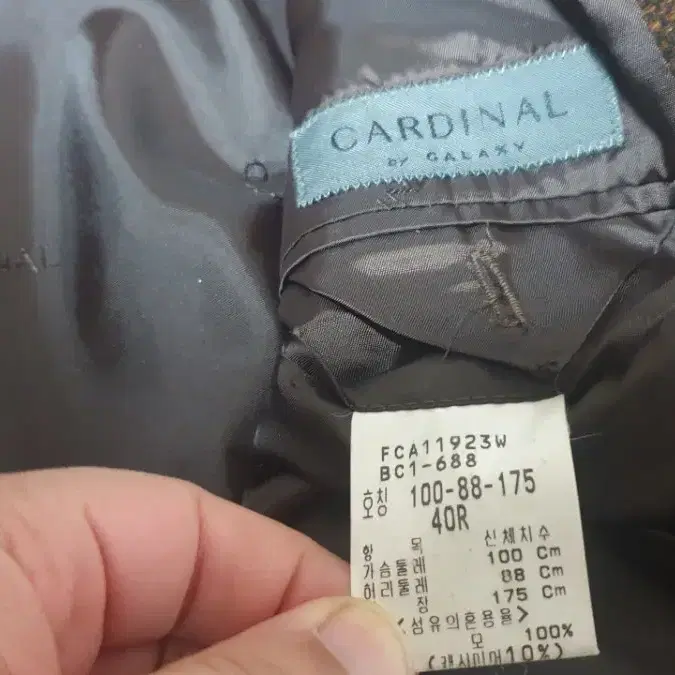 CARDINAL
BY GALAXY
FCA11923W
BC1-688
호칭 100-88-175
40R
항 목 신체치수
가슴둘레 100 Cm
허리둘레 88 Cm
장 175 Cm
<섬유의혼용율>
모 100%
(캐시미어10%)